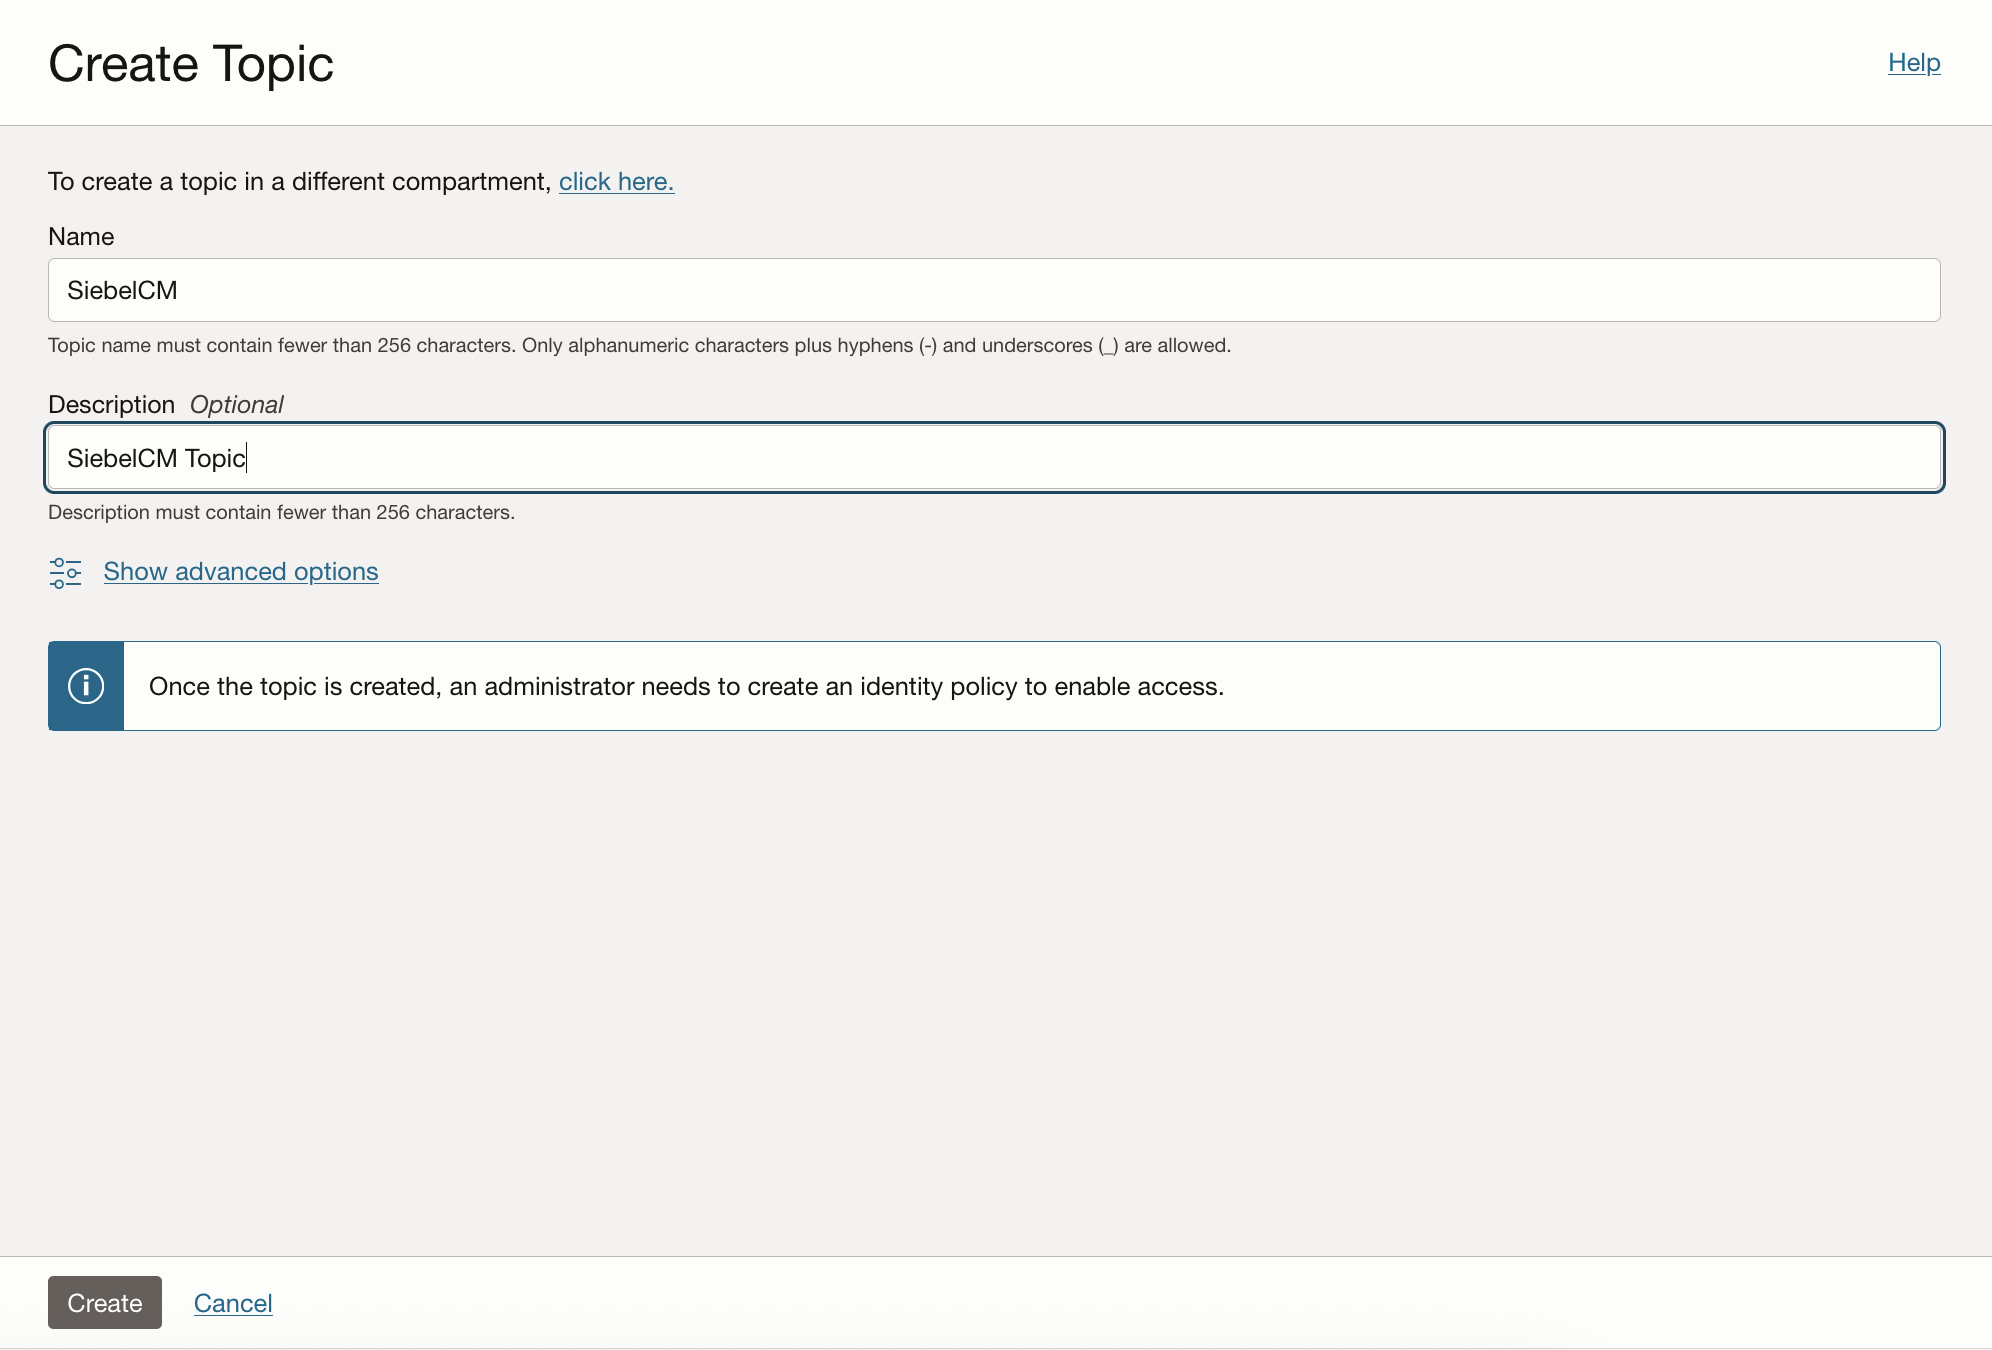 Create Topic
Help
To create a topic in a different compartment, click here.
Name
SiebelCM
Topic name must contain fewer than 256 characters. Only alphanumeric characters plus hyphens (-) and underscores (_) are allowed.
Description Optional
SiebelCM Topic
Description must contain fewer than 256 characters.
Show advanced options
Once the topic is created, an administrator needs to create an identity policy to enable access.
Create Cancel